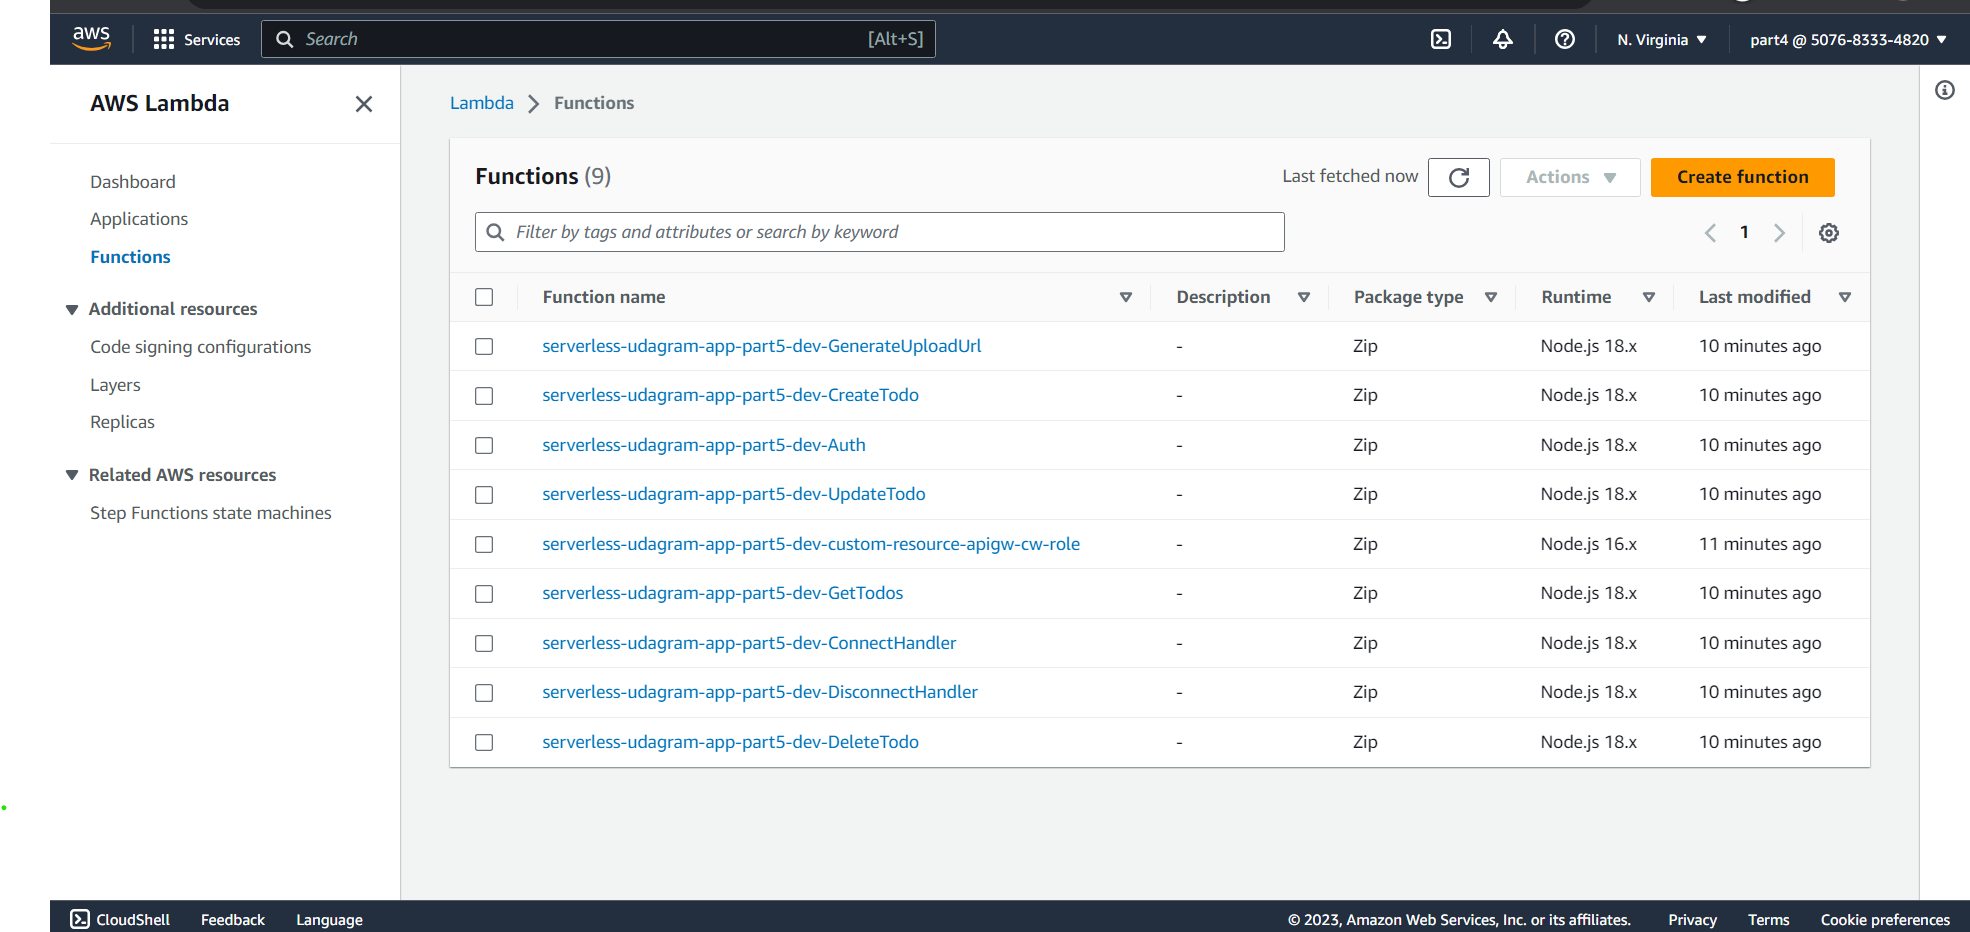 aws Services Search [Alt+S] N. Virginia part4 @ 5076-8333-4820
AWS Lambda
Dashboard
Applications
Functions
Additional resources
Code signing configurations
Layers
Replicas
Related AWS resources
Step Functions state machines
Lambda Functions
Functions (9) Last fetched now Actions Create function
Filter by tags and attributes or search by keyword 1
Function name Description Package type Runtime Last modified
serverless-udagram-app-part5-dev-GenerateUploadUrl - Zip Node.js 18.x 10 minutes ago
serverless-udagram-app-part5-dev-CreateTodo - Zip Node.js 18.x 10 minutes ago
serverless-udagram-app-part5-dev-Auth - Zip Node.js 18.x 10 minutes ago
serverless-udagram-app-part5-dev-UpdateTodo - Zip Node.js 18.x 10 minutes ago
serverless-udagram-app-part5-dev-custom-resource-apigw-cw-role - Zip Node.js 16.x 11 minutes ago
serverless-udagram-app-part5-dev-GetTodos - Zip Node.js 18.x 10 minutes ago
serverless-udagram-app-part5-dev-ConnectHandler - Zip Node.js 18.x 10 minutes ago
serverless-udagram-app-part5-dev-DisconnectHandler - Zip Node.js 18.x 10 minutes ago
serverless-udagram-app-part5-dev-DeleteTodo - Zip Node.js 18.x 10 minutes ago
CloudShell Feedback Language © 2023, Amazon Web Services, Inc. or its affiliates. Privacy Terms Cookie preferences